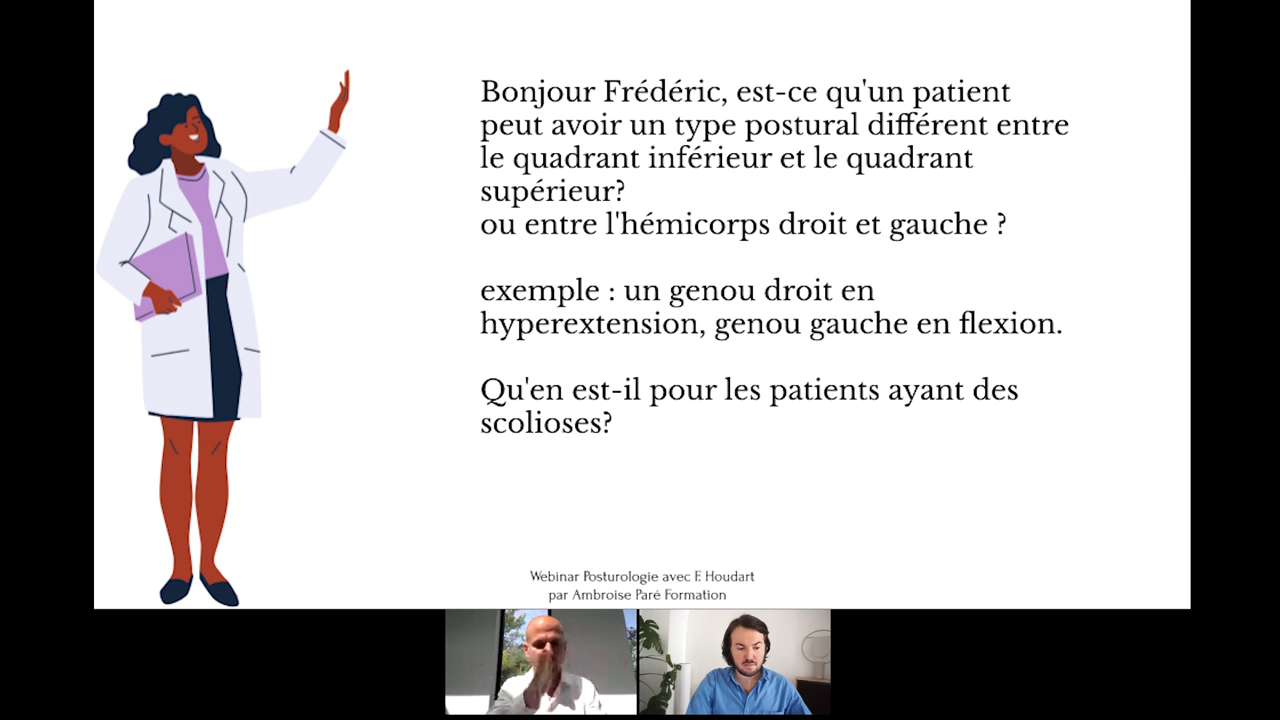 Bonjour Frédéric, est-ce qu'un patient
peut avoir un type postural différent entre
le quadrant inférieur et le quadrant
supérieur?
ou entre l'hémicorps droit et gauche ?
exemple : un genou droit en
hyperextension, genou gauche en flexion.
Qu'en est-il pour les patients ayant des
scolioses?
Webinar Posturologie avec F. Houdart
par Ambroise Paré Formation